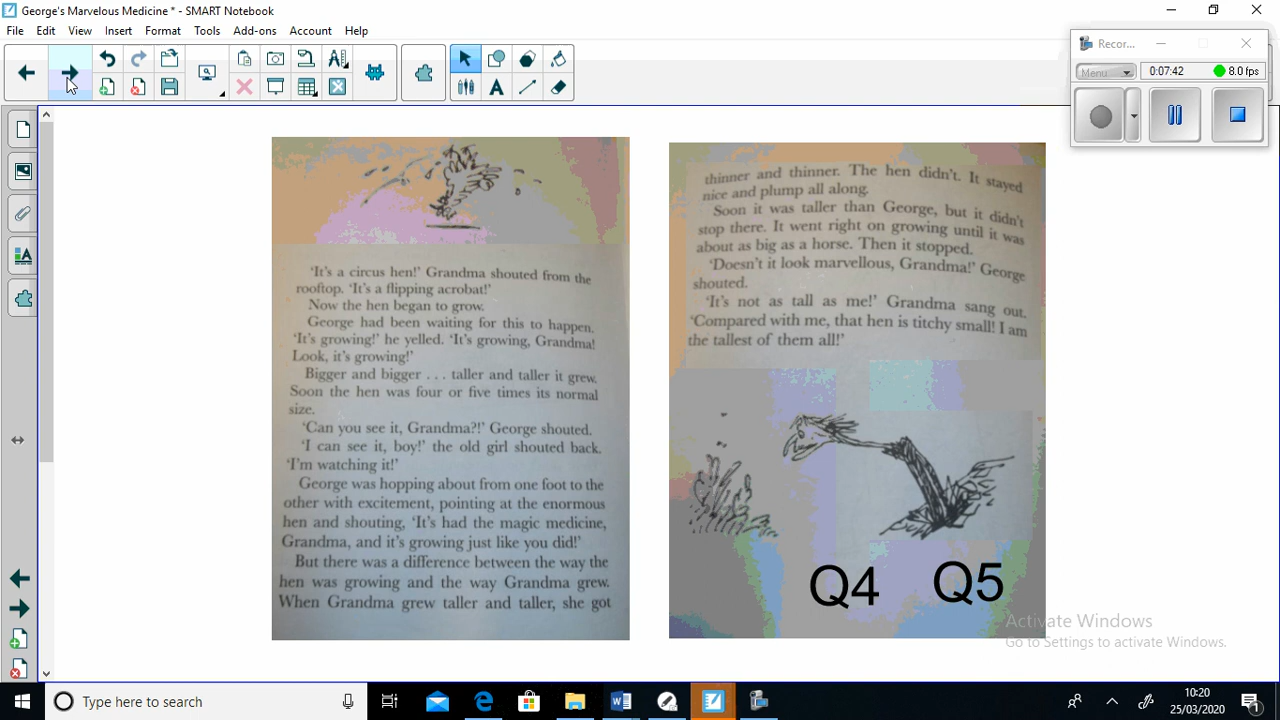 George's Marvelous Medicine * - SMART Notebook
File Edit View Insert Format Tools Add-ons Account Help
Recor...
Menu 0:07:42 8.0 fps
'It's a circus hen!' Grandma shouted from the
rooftop. 'It's a flipping acrobat!'
Now the hen began to grow.
George had been waiting for this to happen.
'It's growing!' he yelled. 'It's growing, Grandma!
Look, it's growing!'
Bigger and bigger . . . taller and taller it grew.
Soon the hen was four or five times its normal
size.
'Can you see it, Grandma?!' George shouted.
'I can see it, boy!' the old girl shouted back.
'I'm watching it!'
George was hopping about from one foot to the
other with excitement, pointing at the enormous
hen and shouting, 'It's had the magic medicine,
Grandma, and it's growing just like you did!'
But there was a difference between the way the
hen was growing and the way Grandma grew.
When Grandma grew taller and taller, she got
thinner and thinner. The hen didn't. It stayed
nice and plump all along.
Soon it was taller than George, but it didn't
stop there. It went right on growing until it was
about as big as a horse. Then it stopped.
'Doesn't it look marvellous, Grandma!' George
shouted.
'It's not as tall as me!' Grandma sang out.
'Compared with me, that hen is titchy small! I am
the tallest of them all!'
Q4 Q5
Activate Windows
Go to Settings to activate Windows.
Type here to search
10:20
25/03/2020
1